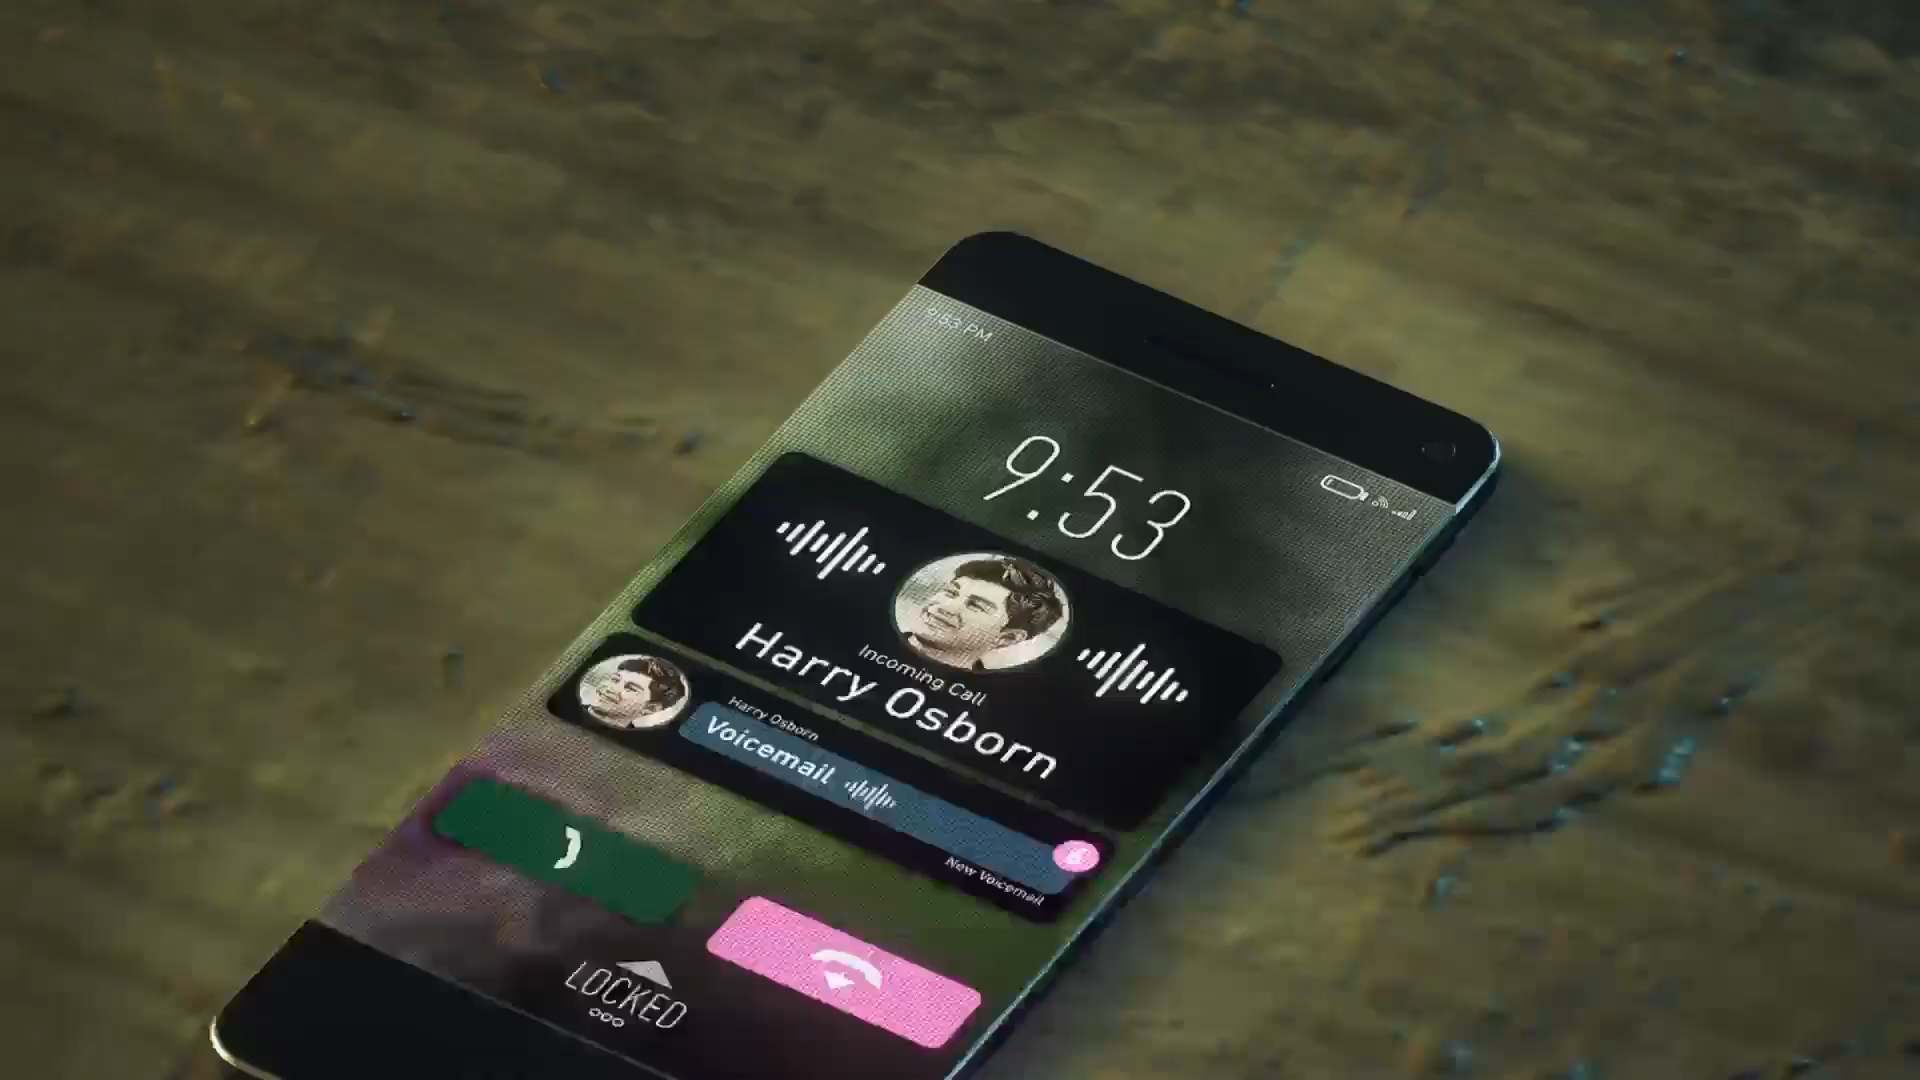 9:53 PM
9:53
Incoming Call
Harry Osborn
Harry Osborn
Voicemail
New Voicemail
LOCKED